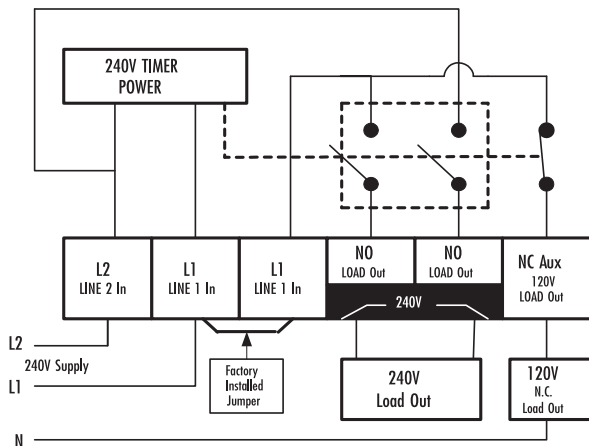 240V TIMER
POWER
L2
LINE 2 In
L1
LINE 1 In
L1
LINE 1 In
NO
LOAD Out
NO
LOAD Out
NC Aux
120V
LOAD Out
240V
L2
240V Supply
L1
N
Factory
Installed
Jumper
240V
Load Out
120V
N.C.
Load Out